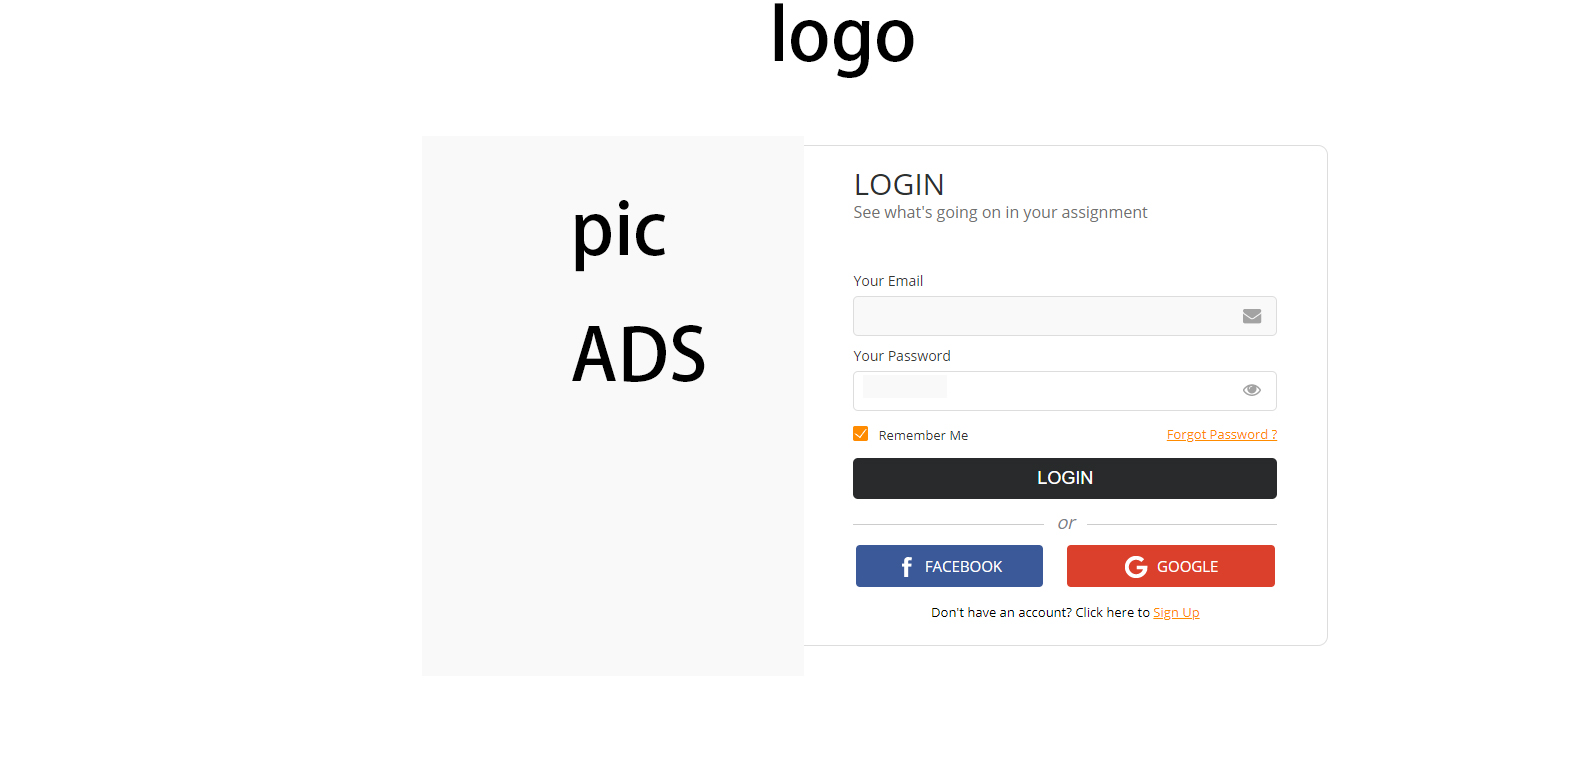 logo
pic
ADS
LOGIN
See what's going on in your assignment
Your Email
Your Password
Remember Me
Forgot Password ?
LOGIN
or
FACEBOOK
GOOGLE
Don't have an account? Click here to Sign Up